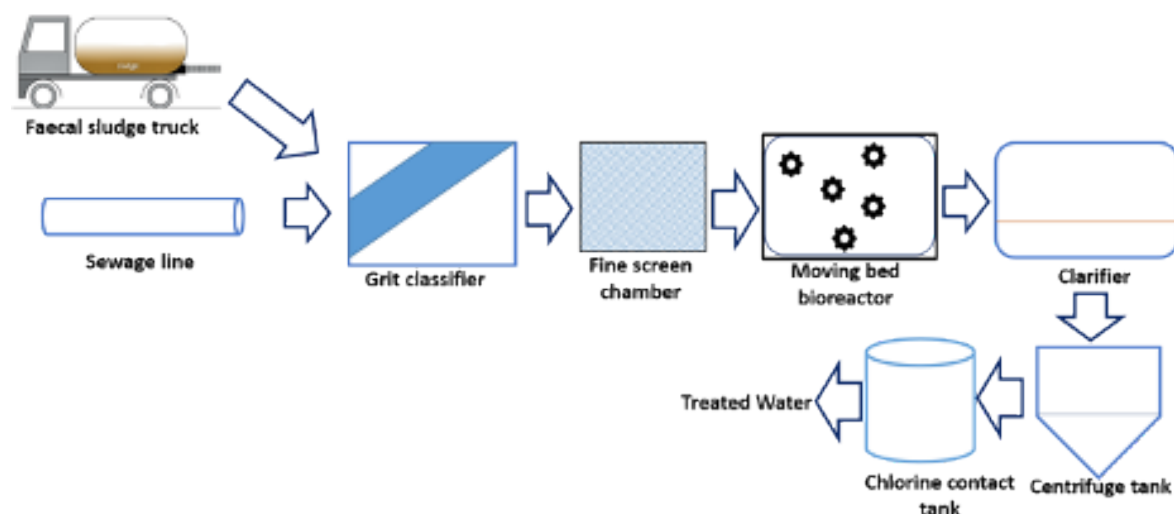 Faecal sludge truck
Sewage line
Grit classifier
Fine screen
chamber
Moving bed
bioreactor
Clarifier
Treated Water
Chlorine contact
tank
Centrifuge tank